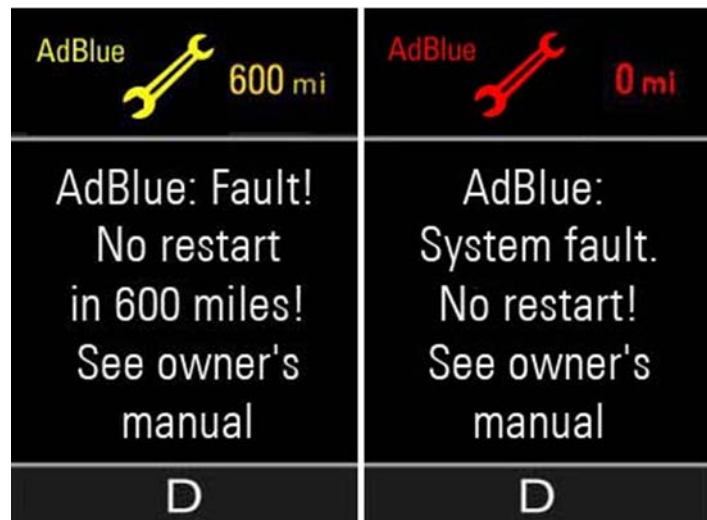 AdBlue
600 mi
AdBlue: Fault!
No restart
in 600 miles!
See owner's
manual
D
AdBlue
0 mi
AdBlue:
System fault.
No restart!
See owner's
manual
D